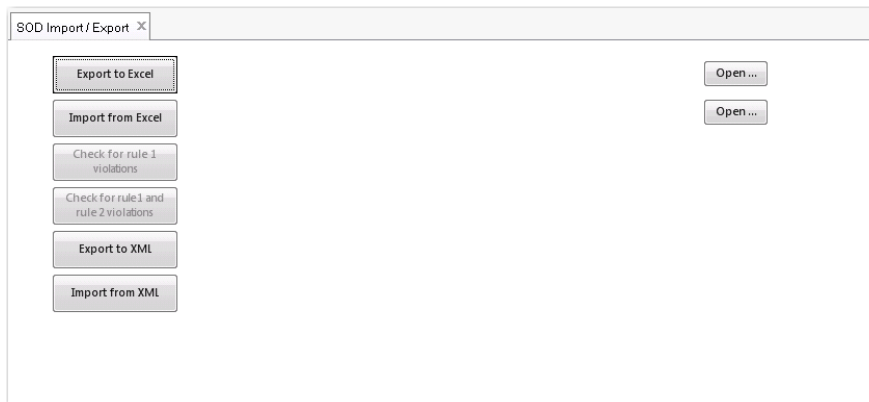 SOD Import / Export X
Export to Excel
Open ...
Import from Excel
Open ...
Check for rule 1
violations
Check for rule1 and
rule 2 violations
Export to XML
Import from XML